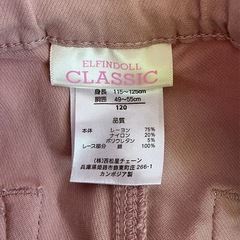 ELFINDOLL
CLASSIC
身長 115~125cm
胴囲 49~55cm
120
品質
本体 レーヨン 75%
ナイロン 20%
ポリウレタン 5%
レース部分 綿 100%
(株)西松屋チェーン
兵庫県姫路市飾東町庄 266-1
カンボジア製